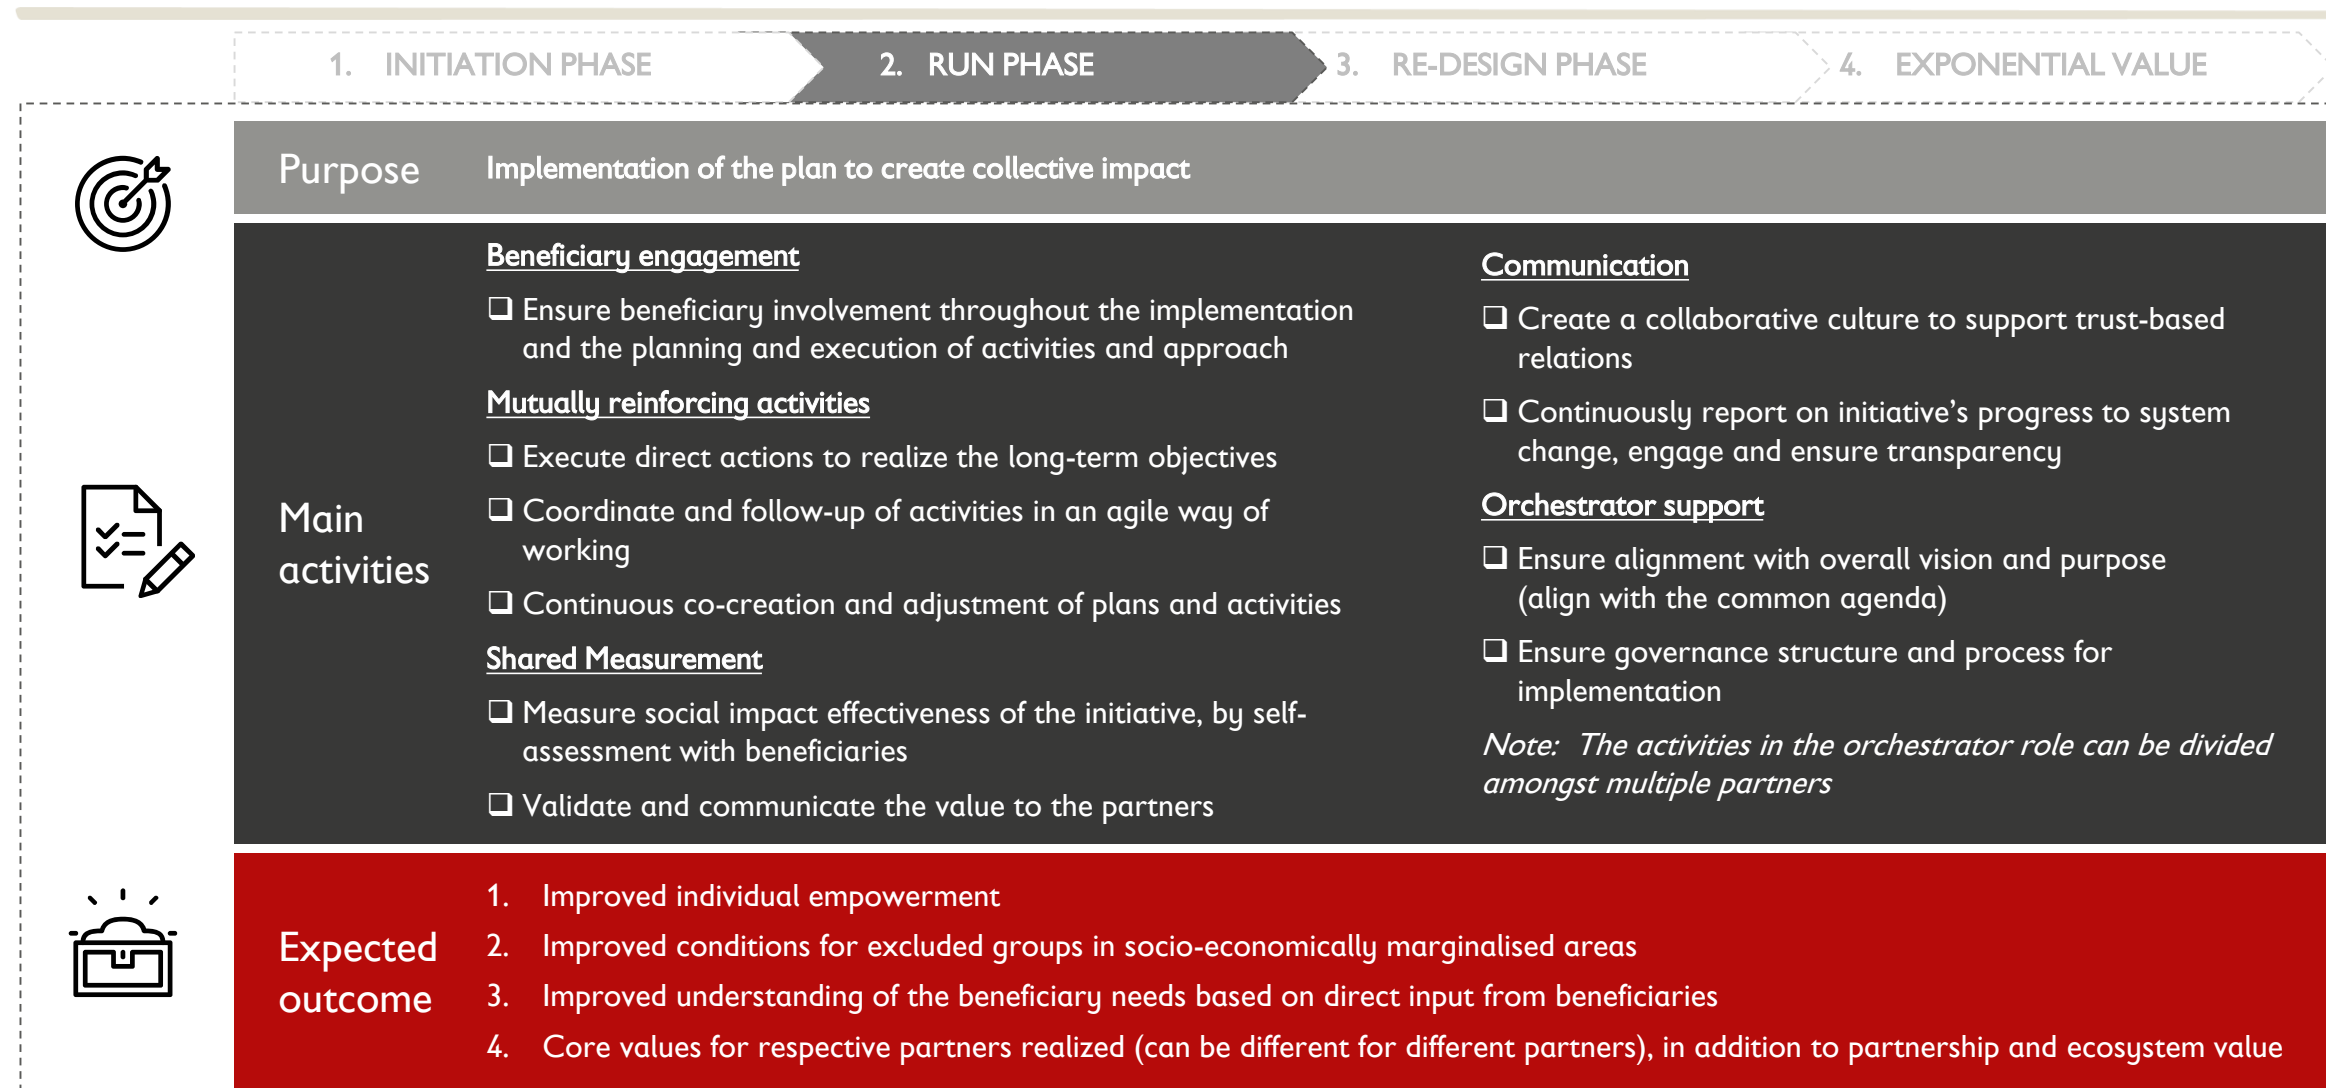 1. INITIATION PHASE
2. RUN PHASE
3. RE-DESIGN PHASE
4. EXPONENTIAL VALUE
Purpose
Implementation of the plan to create collective impact
Main
activities
Beneficiary engagement
❑ Ensure beneficiary involvement throughout the implementation
and the planning and execution of activities and approach
Mutually reinforcing activities
❑ Execute direct actions to realize the long-term objectives
❑ Coordinate and follow-up of activities in an agile way of
working
❑ Continuous co-creation and adjustment of plans and activities
Shared Measurement
❑ Measure social impact effectiveness of the initiative, by self-
assessment with beneficiaries
❑ Validate and communicate the value to the partners
Communication
❑ Create a collaborative culture to support trust-based
relations
❑ Continuously report on initiative’s progress to system
change, engage and ensure transparency
Orchestrator support
❑ Ensure alignment with overall vision and purpose
(align with the common agenda)
❑ Ensure governance structure and process for
implementation
Note: The activities in the orchestrator role can be divided
amongst multiple partners
Expected
outcome
1. Improved individual empowerment
2. Improved conditions for excluded groups in socio-economically marginalised areas
3. Improved understanding of the beneficiary needs based on direct input from beneficiaries
4. Core values for respective partners realized (can be different for different partners), in addition to partnership and ecosystem value